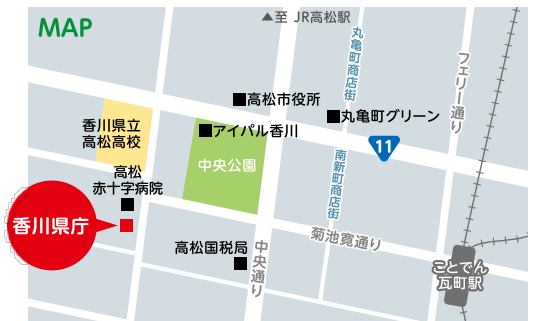 MAP
▲至 JR高松駅
丸亀町商店街
フェリー通り
高松市役所
丸亀町グリーン
香川県立
高松高校
アイパル香川
11
中央公園
南新町商店街
高松
赤十字病院
香川県庁
菊池寛通り
高松国税局
中央通り
ことでん
瓦町駅